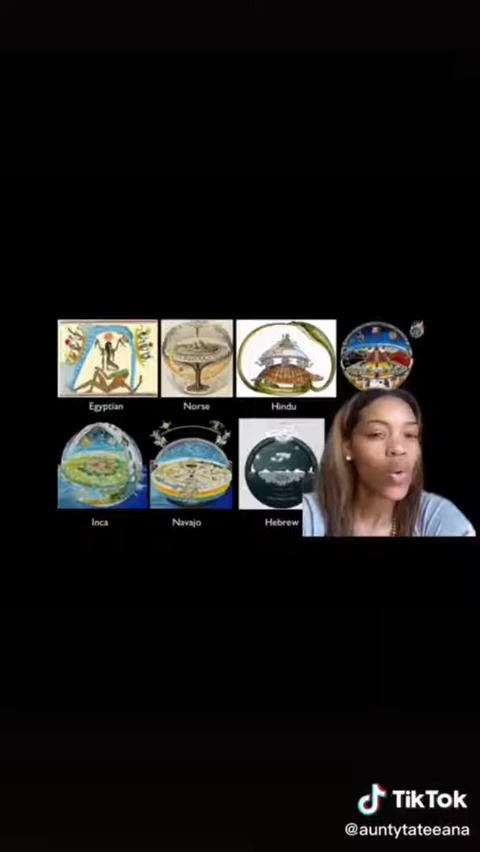 Egyptian
Norse
Hindu
Inca
Navajo
Hebrew
TikTok
@auntytateeana